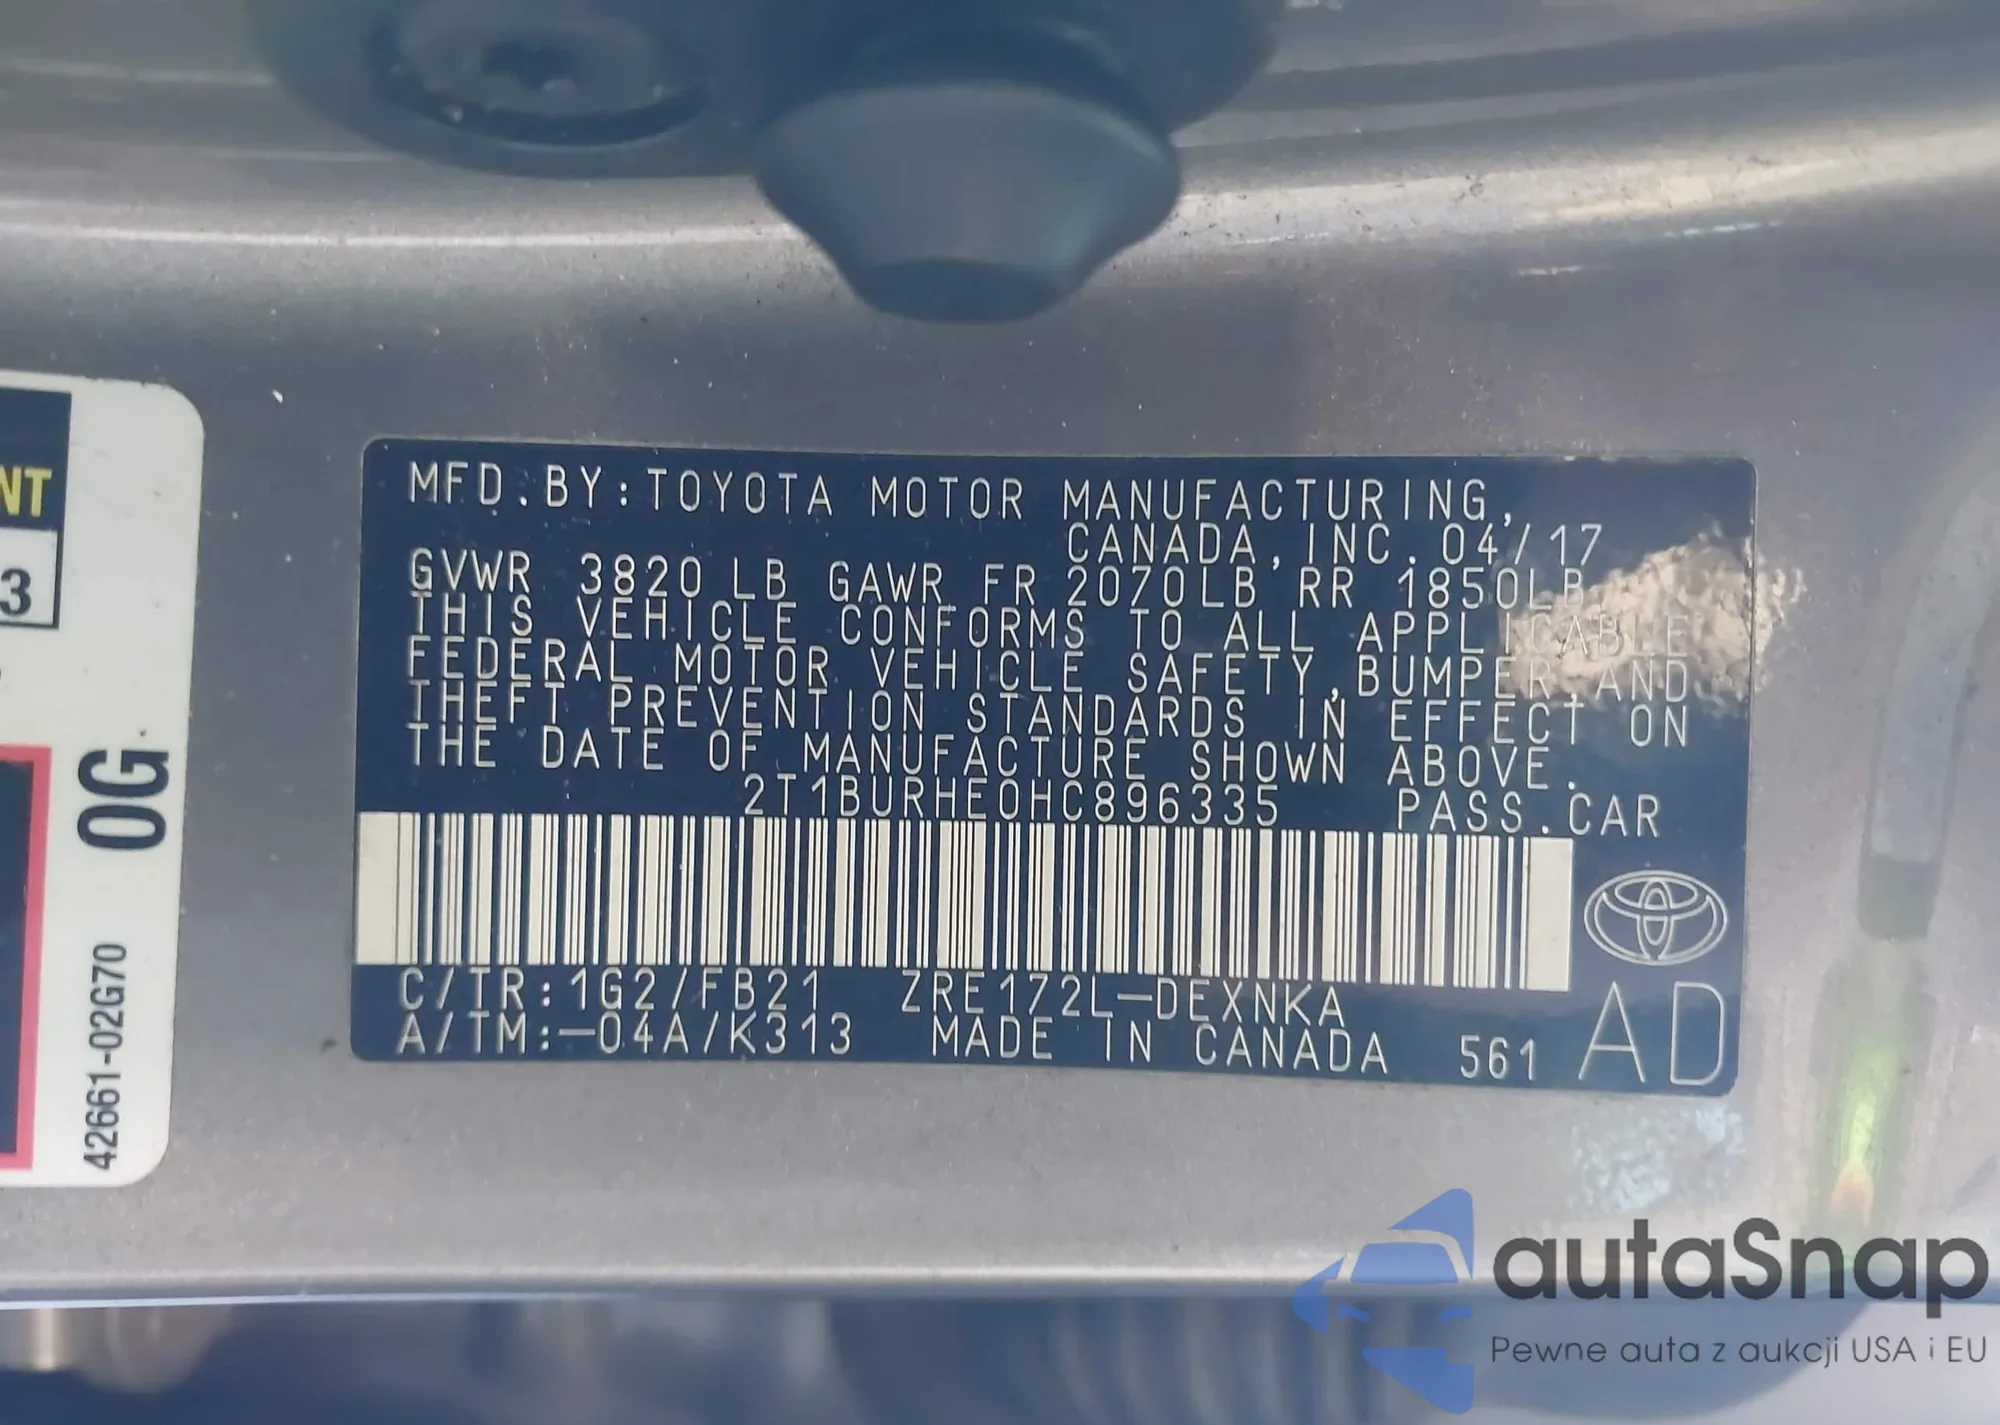 MFD.BY:TOYOTA MOTOR MANUFACTURING,
CANADA,INC.04/17
GVWR 3820LB GAWR FR 2070LB RR 1850LB
THIS VEHICLE CONFORMS TO ALL APPLICABLE
FEDERAL MOTOR VEHICLE SAFETY,BUMPER,AND
THEFT PREVENTION STANDARDS IN EFFECT ON
THE DATE OF MANUFACTURE SHOWN ABOVE.
2T1BURHE0HC896335 PASS.CAR
C/TR:1G2/FB21 ZRE172L-DEXNKA
A/TM:-04A/K313 MADE IN CANADA 561 AD
NT
3
0G
42661-02G70
autaSnap
Pewne auta z aukcji USA i EU